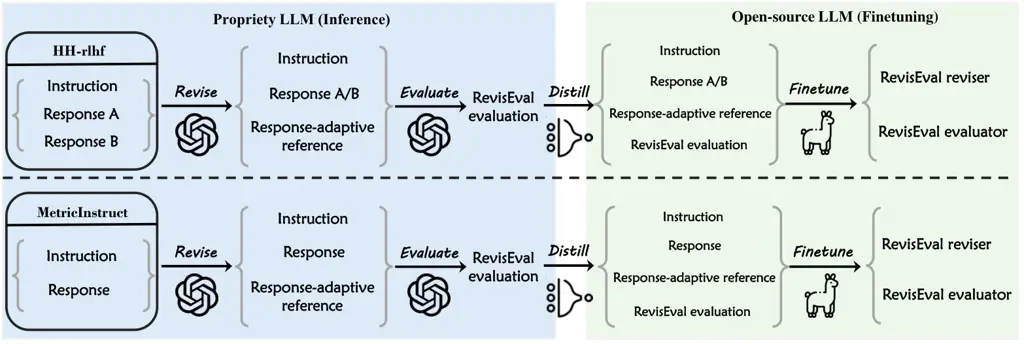 Propriety LLM (Inference)
Open-source LLM (Finetuning)
HH-rlhf
Instruction
Response A
Response B
Revise
Instruction
Response A/B
Response-adaptive
reference
Evaluate
RevisEval
evaluation
Distill
Instruction
Response A/B
Response-adaptive reference
RevisEval evaluation
Finetune
RevisEval reviser
RevisEval evaluator
MetricInstruct
Instruction
Response
Revise
Instruction
Response
Response-adaptive
reference
Evaluate
RevisEval
evaluation
Distill
Instruction
Response
Response-adaptive reference
RevisEval evaluation
Finetune
RevisEval reviser
RevisEval evaluator